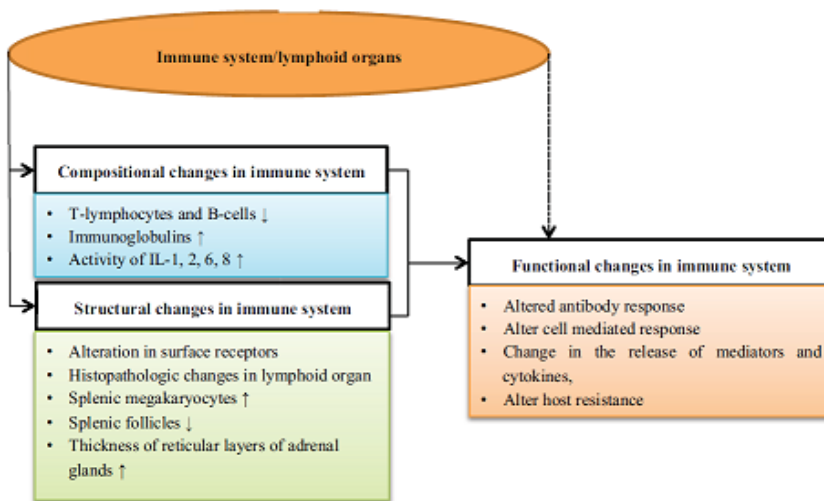 Immune system/lymphoid organs
Compositional changes in immune system
• T-lymphocytes and B-cells ↓
• Immunoglobulins ↑
• Activity of IL-1, 2, 6, 8 ↑
Structural changes in immune system
• Alteration in surface receptors
• Histopathologic changes in lymphoid organ
• Splenic megakaryocytes ↑
• Splenic follicles ↓
• Thickness of reticular layers of adrenal
glands ↑
Functional changes in immune system
• Altered antibody response
• Alter cell mediated response
• Change in the release of mediators and
cytokines,
• Alter host resistance